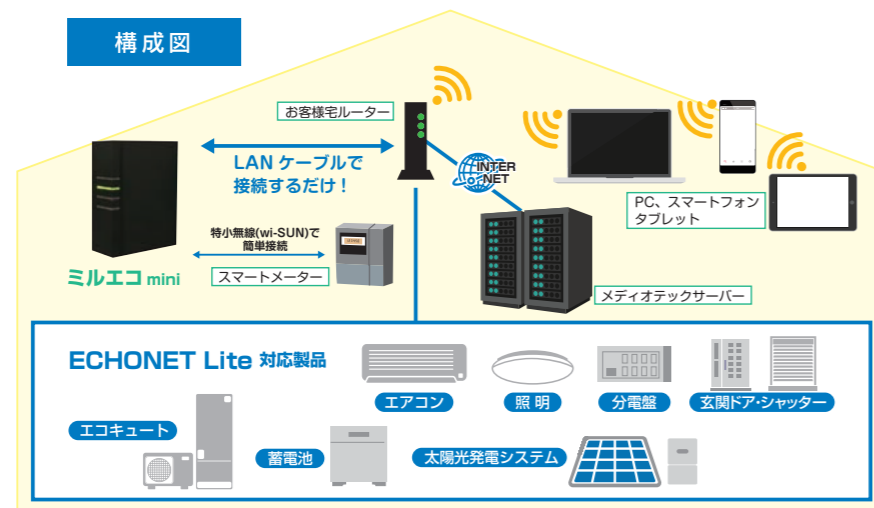 構成図
お客様宅ルーター
LANケーブルで
接続するだけ！
INTER
NET
PC、スマートフォン
タブレット
特小無線(wi-SUN)で
簡単接続
ミルエコ mini
スマートメーター
メディオテックサーバー
ECHONET Lite 対応製品
エアコン
照明
分電盤
玄関ドア・シャッター
エコキュート
蓄電池
太陽光発電システム